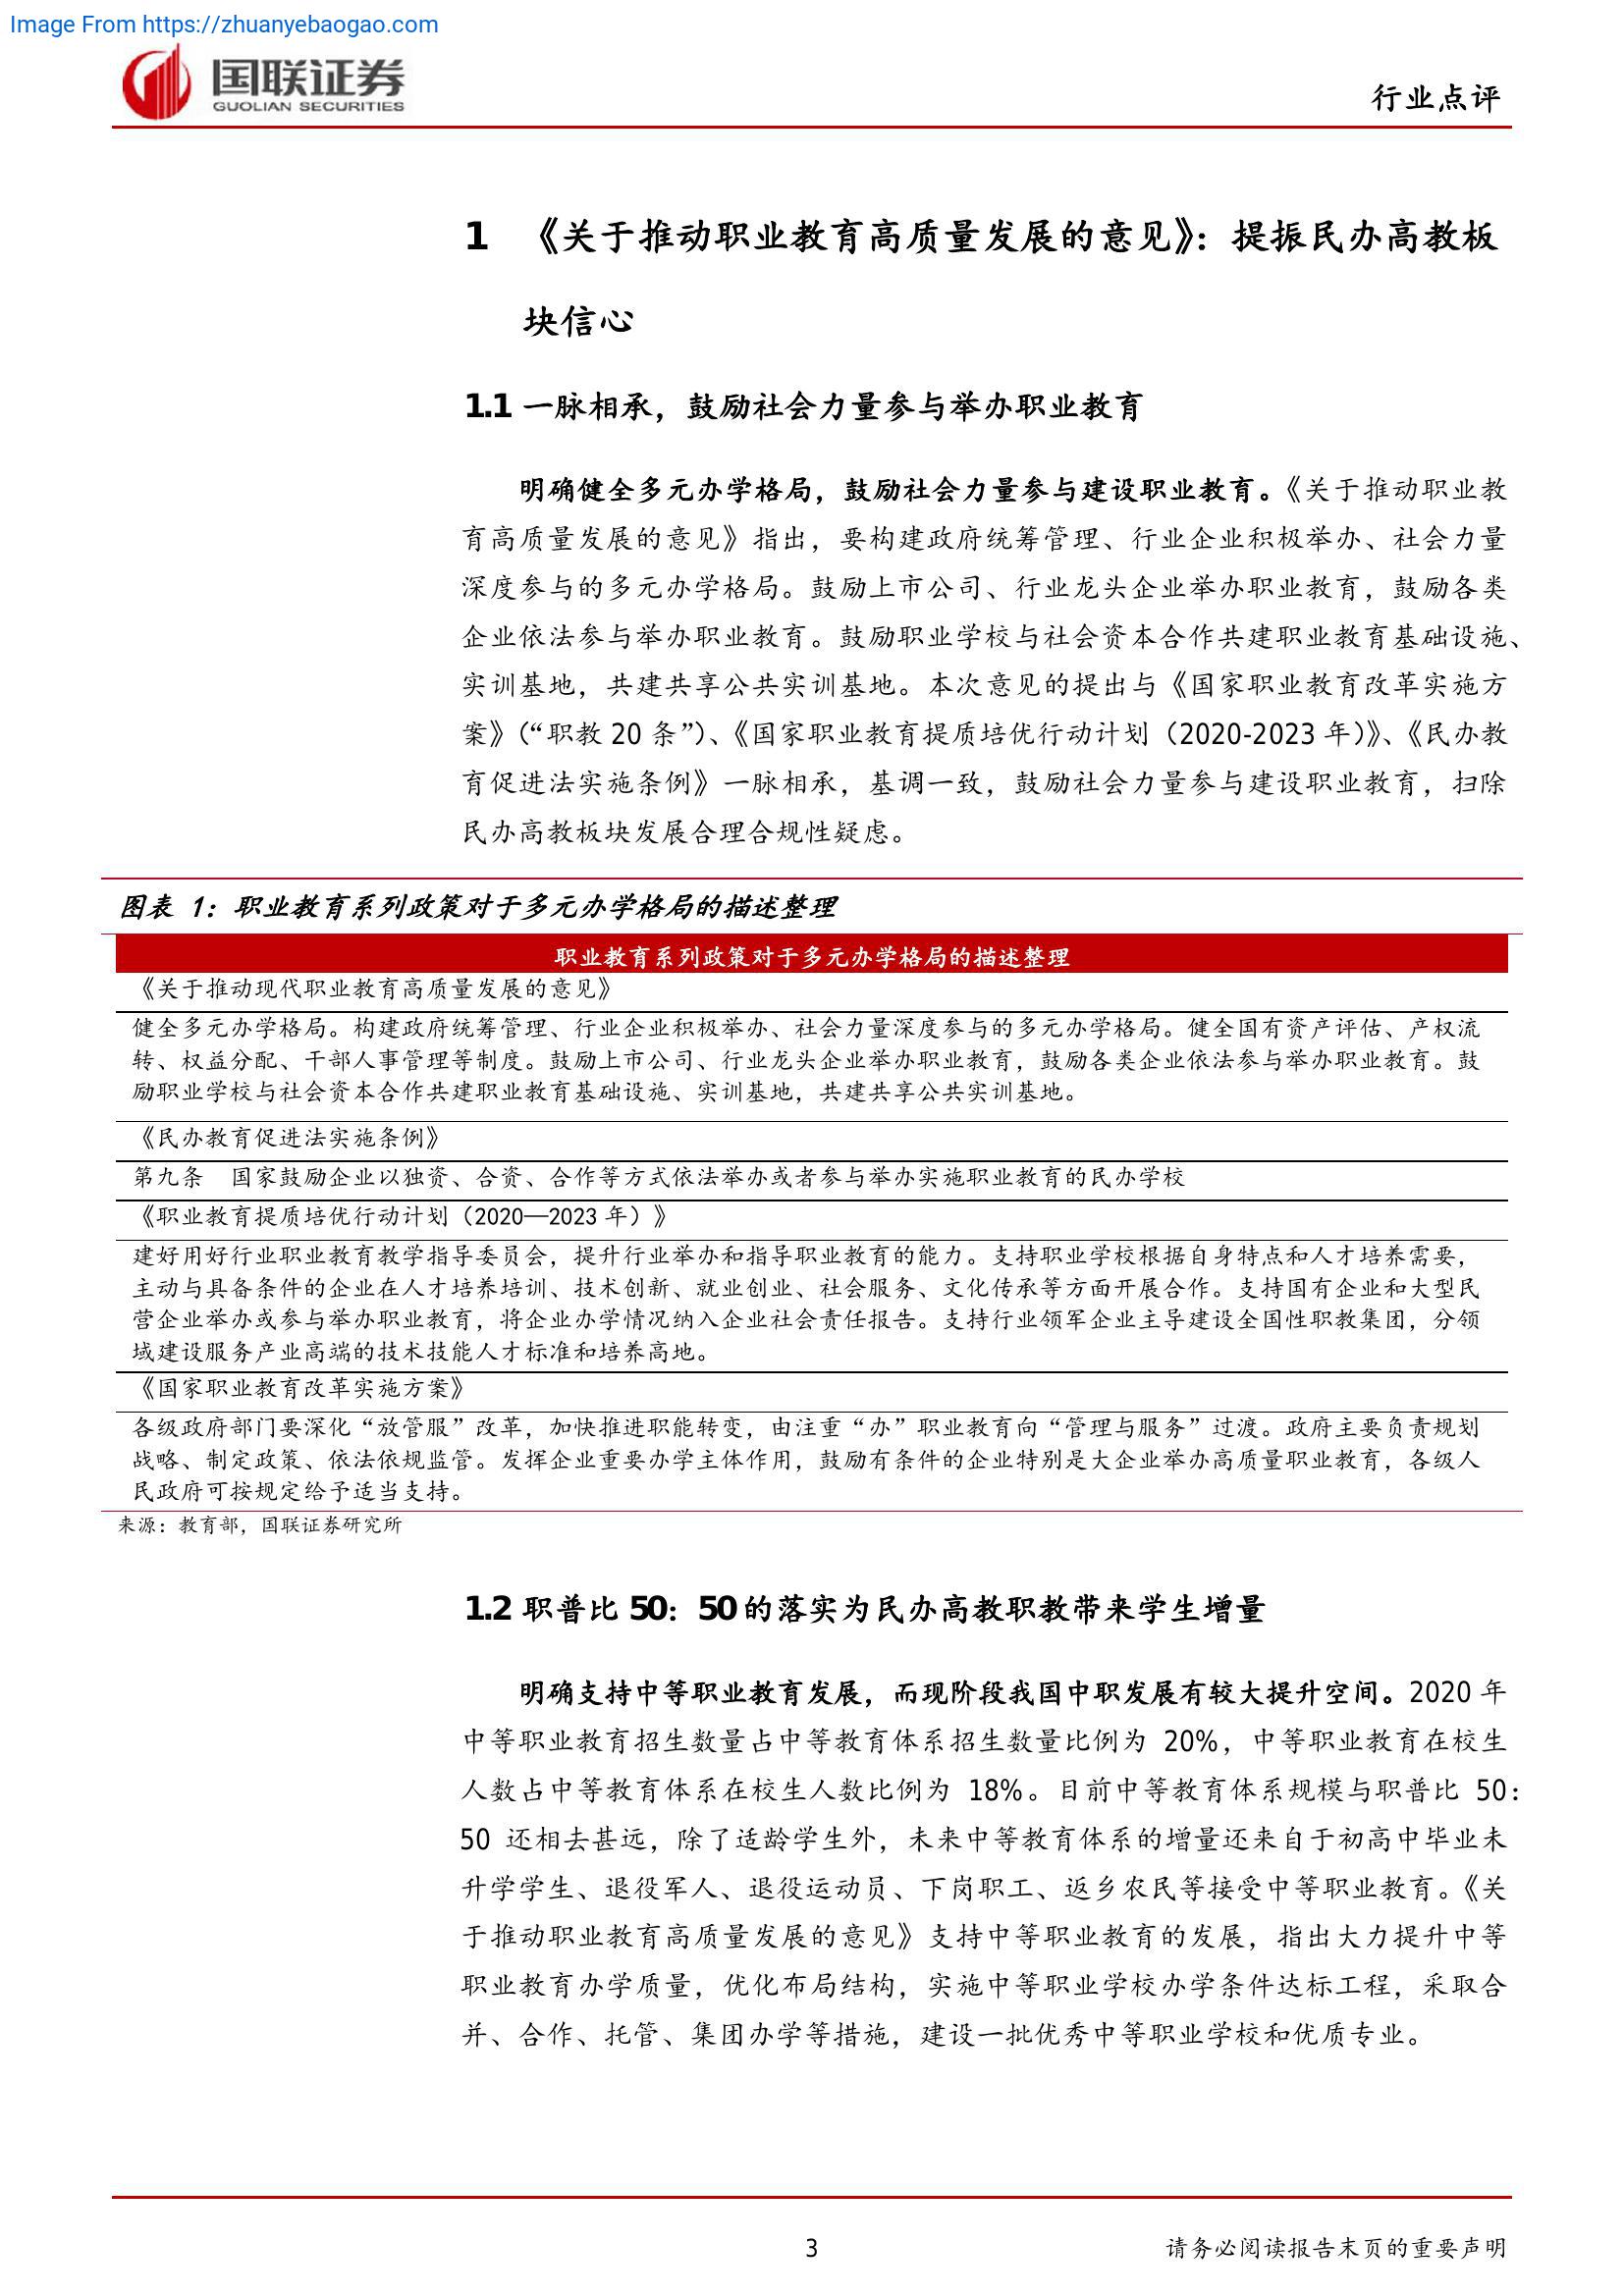 Image From https://zhuanyebaogao.com
国联证券
GUOLIAN SECURITIES
行业点评
1 《关于推动职业教育高质量发展的意见》：提振民办高教板
块信心
1.1 一脉相承，鼓励社会力量参与举办职业教育
明确健全多元办学格局，鼓励社会力量参与建设职业教育。《关于推动职业教
育高质量发展的意见》指出，要构建政府统筹管理、行业企业积极举办、社会力量
深度参与的多元办学格局。鼓励上市公司、行业龙头企业举办职业教育，鼓励各类
企业依法参与举办职业教育。鼓励职业学校与社会资本合作共建职业教育基础设施、
实训基地，共建共享公共实训基地。本次意见的提出与《国家职业教育改革实施方
案》（“职教 20 条”）、《国家职业教育提质培优行动计划（2020-2023 年）》、《民办教
育促进法实施条例》一脉相承，基调一致，鼓励社会力量参与建设职业教育，扫除
民办高教板块发展合理合规性疑虑。
图表 1：职业教育系列政策对于多元办学格局的描述整理
职业教育系列政策对于多元办学格局的描述整理
《关于推动现代职业教育高质量发展的意见》
健全多元办学格局。构建政府统筹管理、行业企业积极举办、社会力量深度参与的多元办学格局。健全国有资产评估、产权流
转、权益分配、干部人事管理等制度。鼓励上市公司、行业龙头企业举办职业教育，鼓励各类企业依法参与举办职业教育。鼓
励职业学校与社会资本合作共建职业教育基础设施、实训基地，共建共享公共实训基地。
《民办教育促进法实施条例》
第九条 国家鼓励企业以独资、合资、合作等方式依法举办或者参与举办实施职业教育的民办学校
《职业教育提质培优行动计划（2020—2023 年）》
建好用好行业职业教育教学指导委员会，提升行业举办和指导职业教育的能力。支持职业学校根据自身特点和人才培养需要，
主动与具备条件的企业在人才培养培训、技术创新、就业创业、社会服务、文化传承等方面开展合作。支持国有企业和大型民
营企业举办或参与举办职业教育，将企业办学情况纳入企业社会责任报告。支持行业领军企业主导建设全国性职教集团，分领
域建设服务产业高端的技术技能人才标准和培养高地。
《国家职业教育改革实施方案》
各级政府部门要深化“放管服”改革，加快推进职能转变，由注重“办”职业教育向“管理与服务”过渡。政府主要负责规划
战略、制定政策、依法依规监管。发挥企业重要办学主体作用，鼓励有条件的企业特别是大企业举办高质量职业教育，各级人
民政府可按规定给予适当支持。
来源：教育部，国联证券研究所
1.2 职普比 50：50 的落实为民办高教职教带来学生增量
明确支持中等职业教育发展，而现阶段我国中职发展有较大提升空间。2020 年
中等职业教育招生数量占中等教育体系招生数量比例为 20%，中等职业教育在校生
人数占中等教育体系在校生人数比例为 18%。目前中等教育体系规模与职普比 50：
50 还相去甚远，除了适龄学生外，未来中等教育体系的增量还来自于初高中毕业未
升学学生、退役军人、退役运动员、下岗职工、返乡农民等接受中等职业教育。《关
于推动职业教育高质量发展的意见》支持中等职业教育的发展，指出大力提升中等
职业教育办学质量，优化布局结构，实施中等职业学校办学条件达标工程，采取合
并、合作、托管、集团办学等措施，建设一批优秀中等职业学校和优质专业。
3
请务必阅读报告末页的重要声明